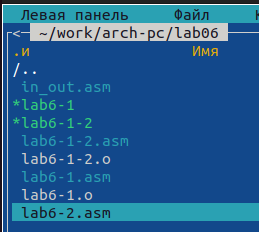 Левая панель Файл
<─ ~/work/arch-pc/lab06
.и Имя
/..
in_out.asm
*lab6-1
*lab6-1-2
lab6-1-2.asm
lab6-1-2.o
lab6-1.asm
lab6-1.o
lab6-2.asm